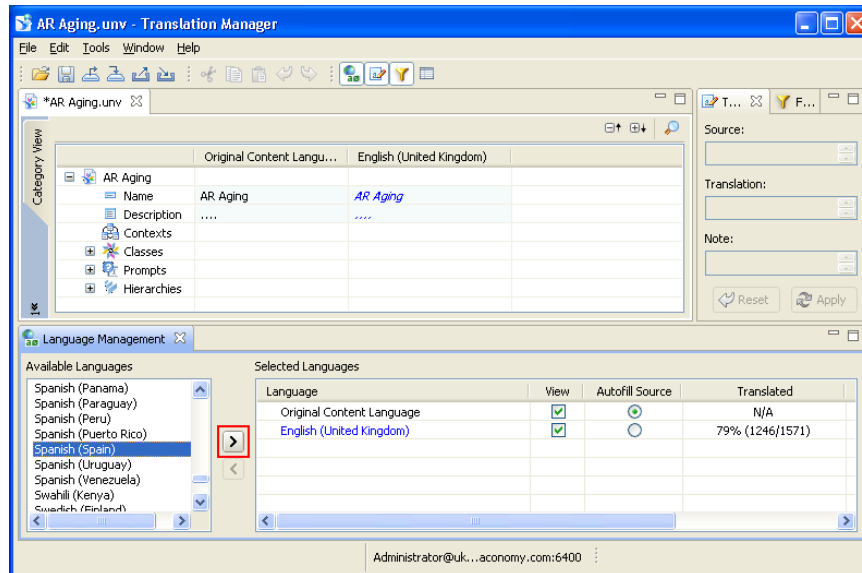 AR Aging.unv - Translation Manager
File Edit Tools Window Help
*AR Aging.unv
T... F...
Category View
Original Content Langu... English (United Kingdom)
AR Aging
Name AR Aging AR Aging
Description .... ,,,,
Contexts
Classes
Prompts
Hierarchies
Source:
Translation:
Note:
Reset Apply
Language Management
Available Languages
Spanish (Panama)
Spanish (Paraguay)
Spanish (Peru)
Spanish (Puerto Rico)
Spanish (Spain)
Spanish (Uruguay)
Spanish (Venezuela)
Swahili (Kenya)
Swedish (Finland)
Selected Languages
Language View Autofill Source Translated
Original Content Language N/A
English (United Kingdom) 79% (1246/1571)
Administrator@uk...aconomy.com:6400